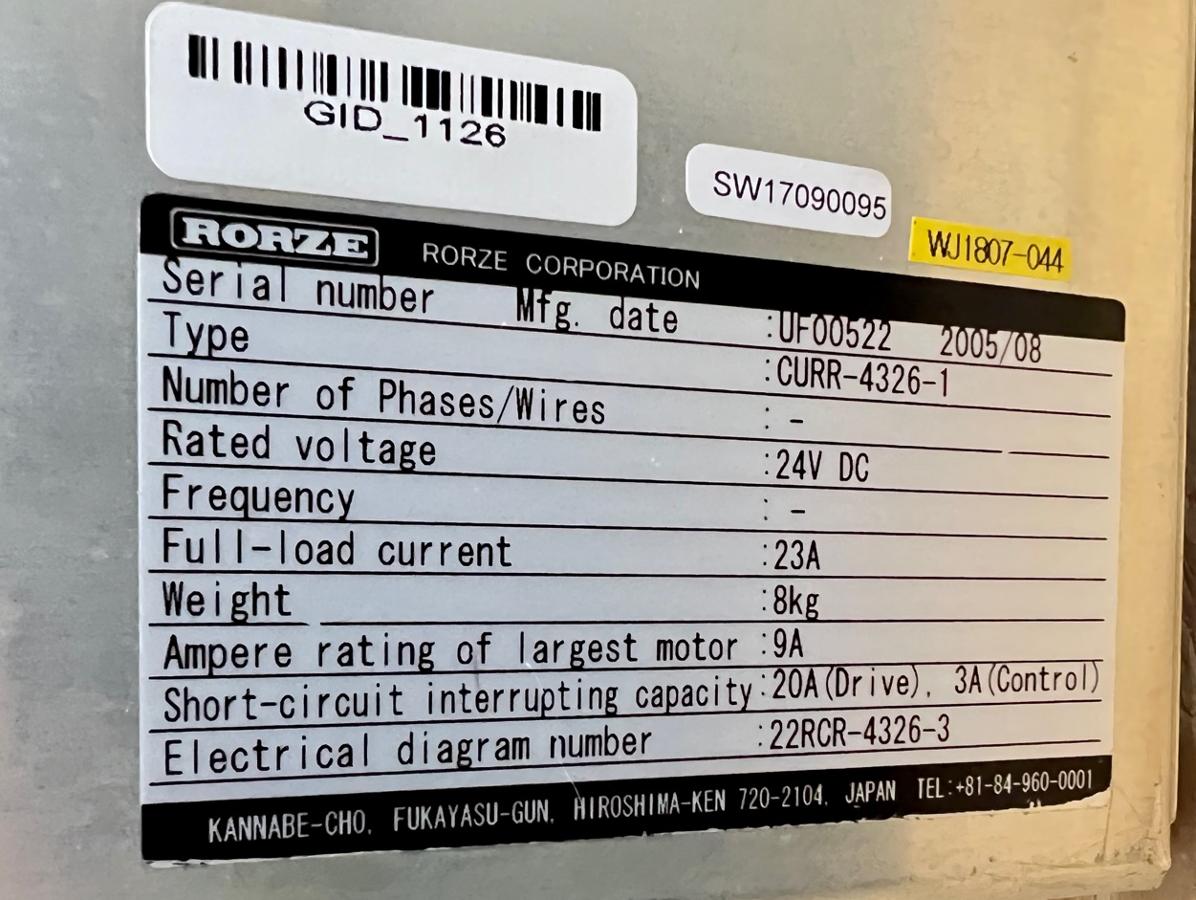 GID_1126
SW17090095
WJ1807-044
RORZE RORZE CORPORATION
Serial number Mfg. date :UF00522 2005/08
Type :CURR-4326-1
Number of Phases/Wires : -
Rated voltage :24V DC
Frequency : -
Full-load current :23A
Weight :8kg
Ampere rating of largest motor :9A
Short-circuit interrupting capacity :20A(Drive), 3A(Control)
Electrical diagram number :22RCR-4326-3
KANNABE-CHO, FUKAYASU-GUN, HIROSHIMA-KEN 720-2104, JAPAN TEL:+81-84-960-0001